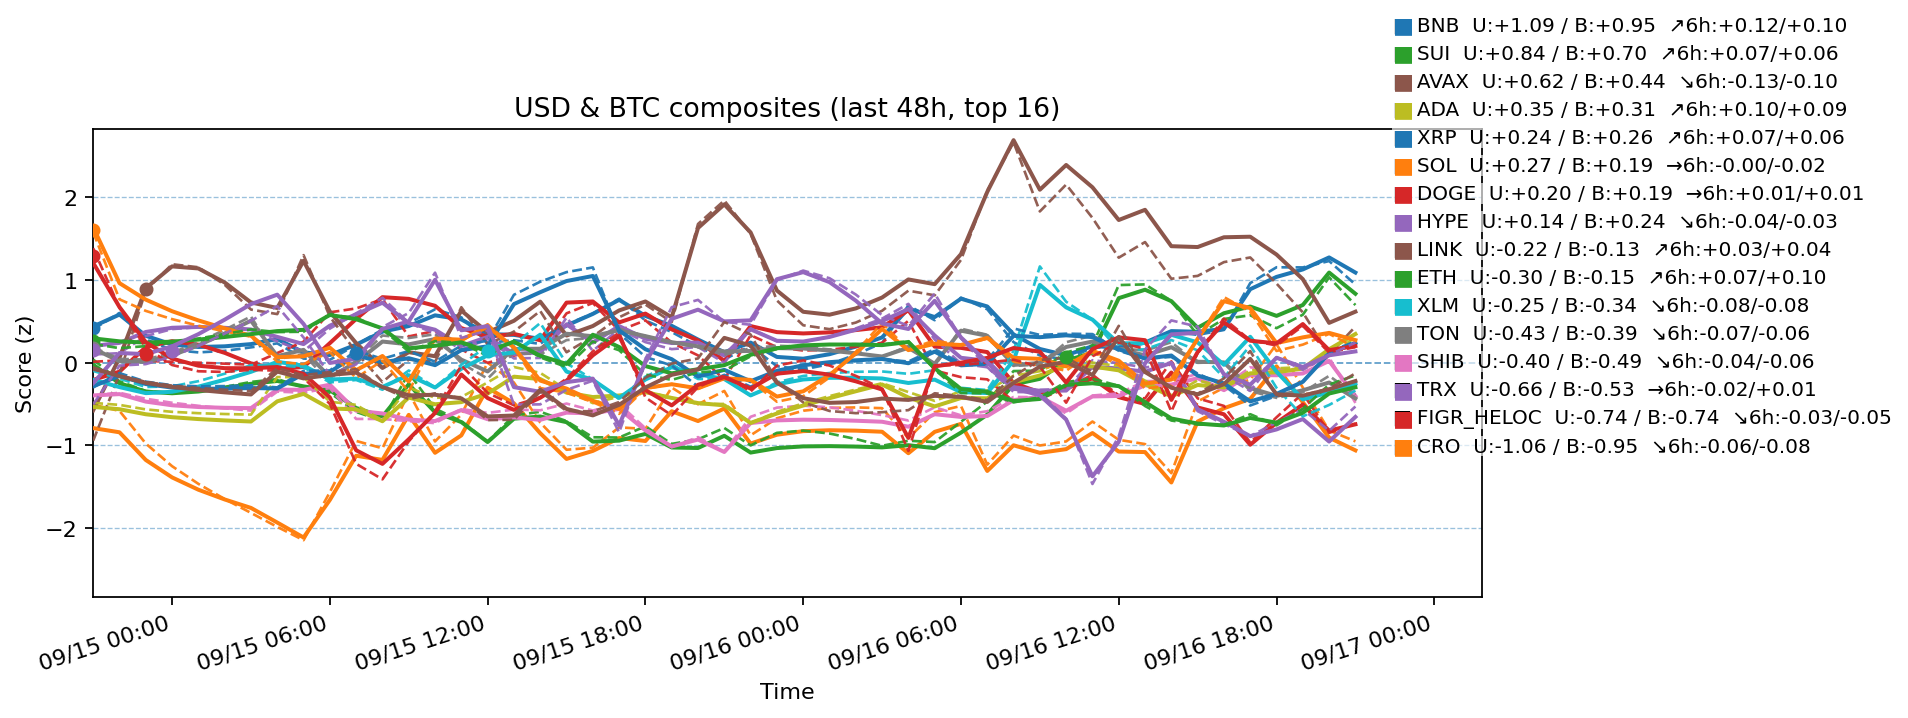 BNB  U:+1.09 / B:+0.95  ↗6h:+0.12/+0.10
SUI  U:+0.84 / B:+0.70  ↗6h:+0.07/+0.06
AVAX  U:+0.62 / B:+0.44  ↘6h:-0.13/-0.10
ADA  U:+0.35 / B:+0.31  ↗6h:+0.10/+0.09
XRP  U:+0.24 / B:+0.26  ↗6h:+0.07/+0.06
SOL  U:+0.27 / B:+0.19  →6h:-0.00/-0.02
DOGE  U:+0.20 / B:+0.19  →6h:+0.01/+0.01
HYPE  U:+0.14 / B:+0.24  ↘6h:-0.04/-0.03
LINK  U:-0.22 / B:-0.13  ↗6h:+0.03/+0.04
ETH  U:-0.30 / B:-0.15  ↗6h:+0.07/+0.10
XLM  U:-0.25 / B:-0.34  ↘6h:-0.08/-0.08
TON  U:-0.43 / B:-0.39  ↘6h:-0.07/-0.06
SHIB  U:-0.40 / B:-0.49  ↘6h:-0.04/-0.06
TRX  U:-0.66 / B:-0.53  →6h:-0.02/+0.01
FIGR_HELOC  U:-0.74 / B:-0.74  ↘6h:-0.03/-0.05
CRO  U:-1.06 / B:-0.95  ↘6h:-0.06/-0.08
USD & BTC composites (last 48h, top 16)
Score (z)
2
1
0
−1
−2
09/15 00:00
09/15 06:00
09/15 12:00
09/15 18:00
09/16 00:00
09/16 06:00
09/16 12:00
09/16 18:00
09/17 00:00
Time